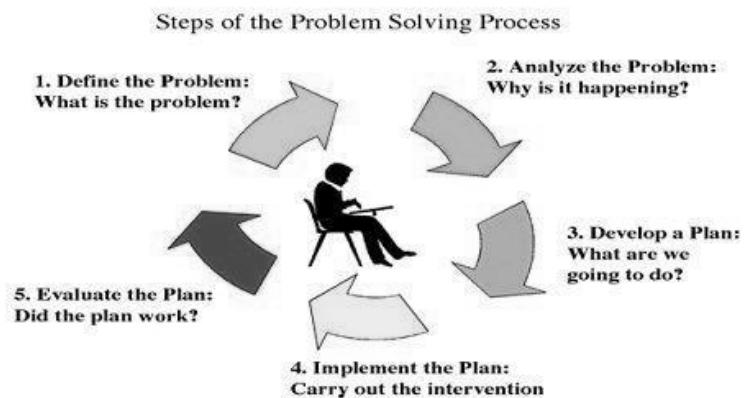 Steps of the Problem Solving Process
1. Define the Problem:
What is the problem?
2. Analyze the Problem:
Why is it happening?
3. Develop a Plan:
What are we
going to do?
4. Implement the Plan:
Carry out the intervention
5. Evaluate the Plan:
Did the plan work?